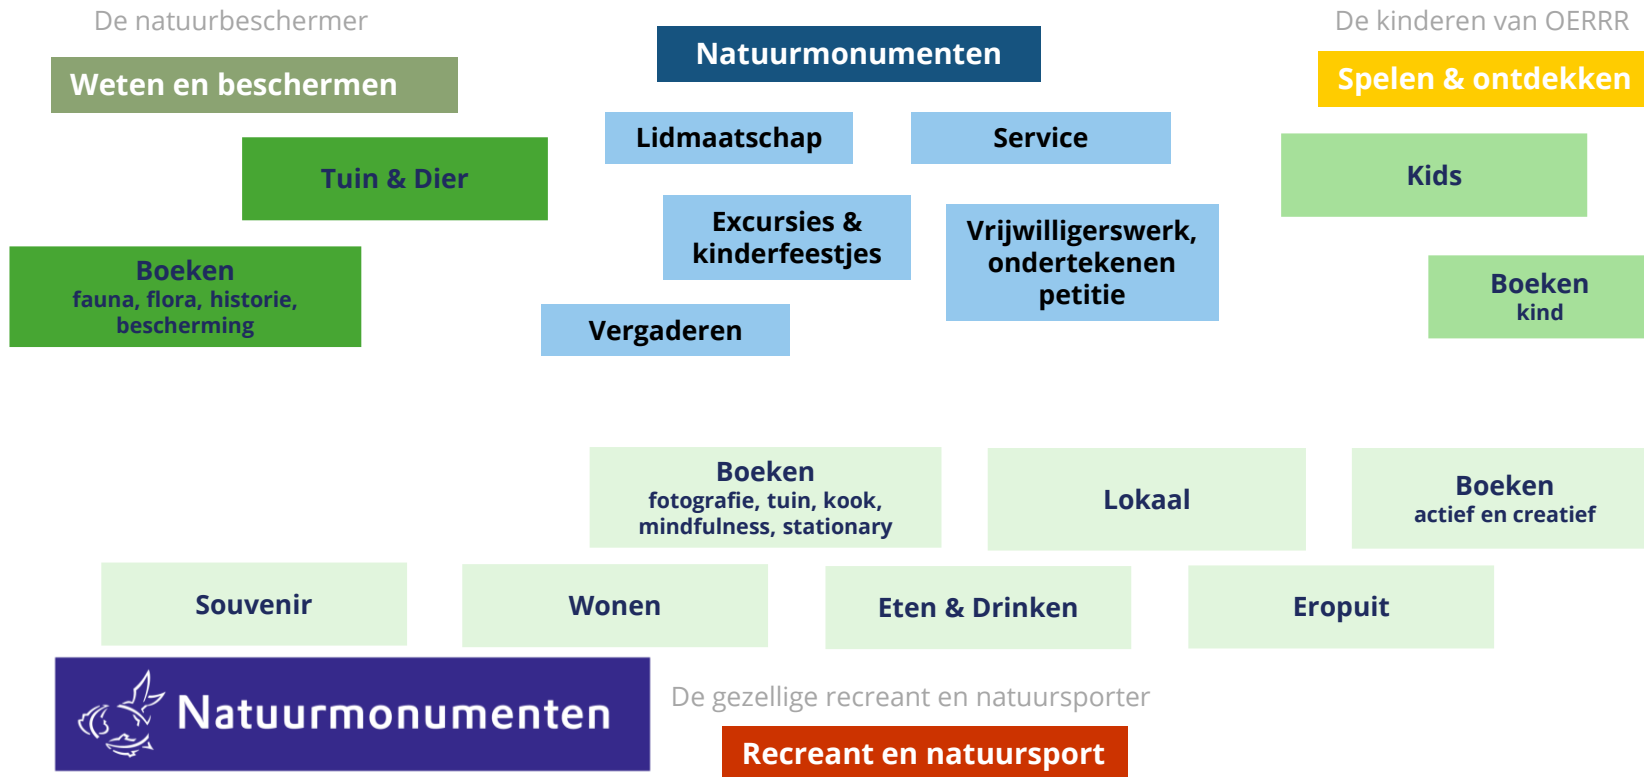 De natuurbeschermer
De kinderen van OERRR
Natuurmonumenten
Weten en beschermen
Spelen & ontdekken
Lidmaatschap
Service
Tuin & Dier
Kids
Excursies &
kinderfeestjes
Vrijwilligerswerk,
ondertekenen
petitie
Boeken
fauna, flora, historie,
bescherming
Boeken
kind
Vergaderen
Boeken
fotografie, tuin, kook,
mindfulness, stationary
Lokaal
Boeken
actief en creatief
Souvenir
Wonen
Eten & Drinken
Eropuit
Natuurmonumenten
De gezellige recreant en natuursporter
Recreant en natuursport